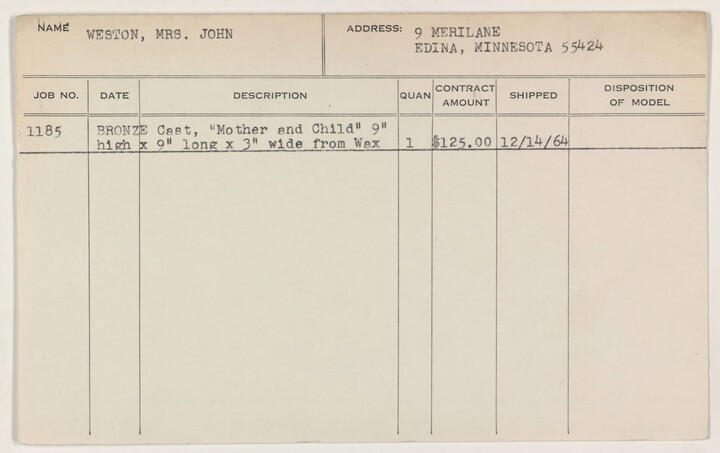 NAME WESTON, MRS. JOHN ADDRESS: 9 MERILANE
EDINA, MINNESOTA 55424
JOB NO. DATE DESCRIPTION QUAN CONTRACT AMOUNT SHIPPED DISPOSITION OF MODEL
1185 BRONZE Cast, "Mother and Child" 9"
high x 9" long x 3" wide from Wax 1 $125.00 12/14/64